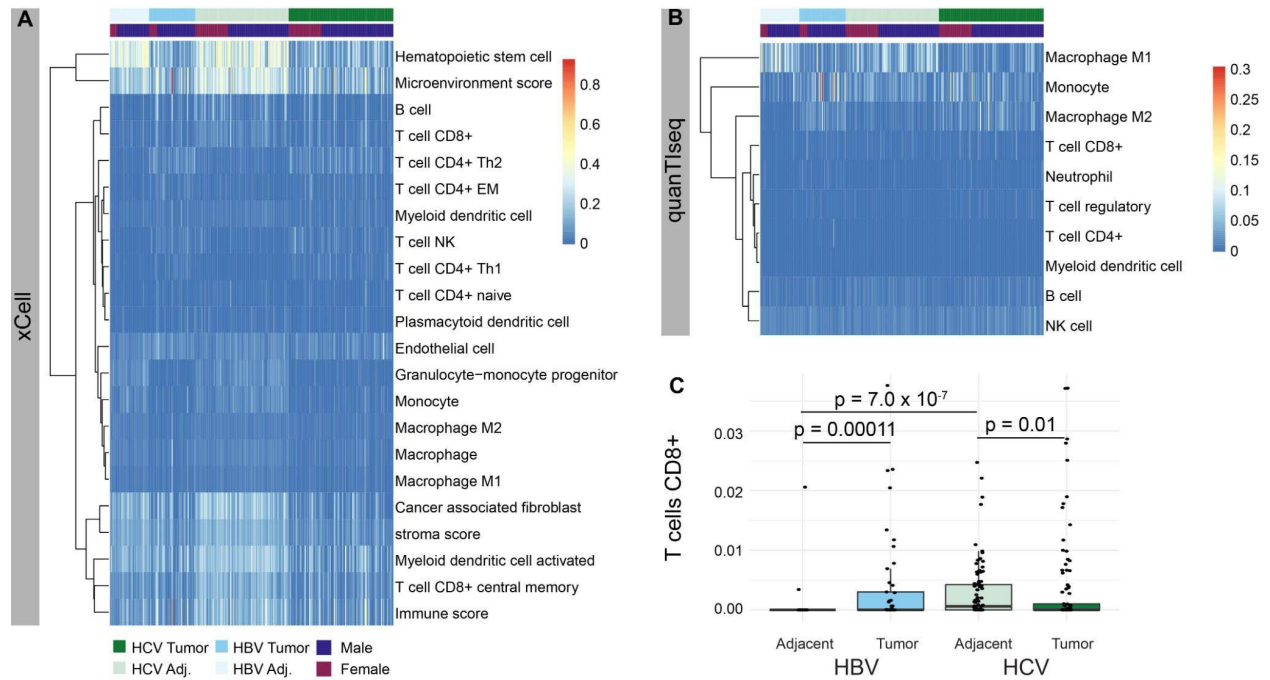 A
xCell
Hematopoietic stem cell
Microenvironment score
B cell
T cell CD8+
T cell CD4+ Th2
T cell CD4+ EM
Myeloid dendritic cell
T cell NK
T cell CD4+ Th1
T cell CD4+ naive
Plasmacytoid dendritic cell
Endothelial cell
Granulocyte−monocyte progenitor
Monocyte
Macrophage M2
Macrophage
Macrophage M1
Cancer associated fibroblast
stroma score
Myeloid dendritic cell activated
T cell CD8+ central memory
Immune score
0.8
0.6
0.4
0.2
0
HCV Tumor HBV Tumor Male
HCV Adj. HBV Adj. Female
B
quanTIseq
Macrophage M1
Monocyte
Macrophage M2
T cell CD8+
Neutrophil
T cell regulatory
T cell CD4+
Myeloid dendritic cell
B cell
NK cell
0.3
0.25
0.2
0.15
0.1
0.05
0
C
T cells CD8+
p = 7.0 x 10-7
p = 0.00011
p = 0.01
0.03
0.02
0.01
0.00
Adjacent Tumor Adjacent Tumor
HBV HCV